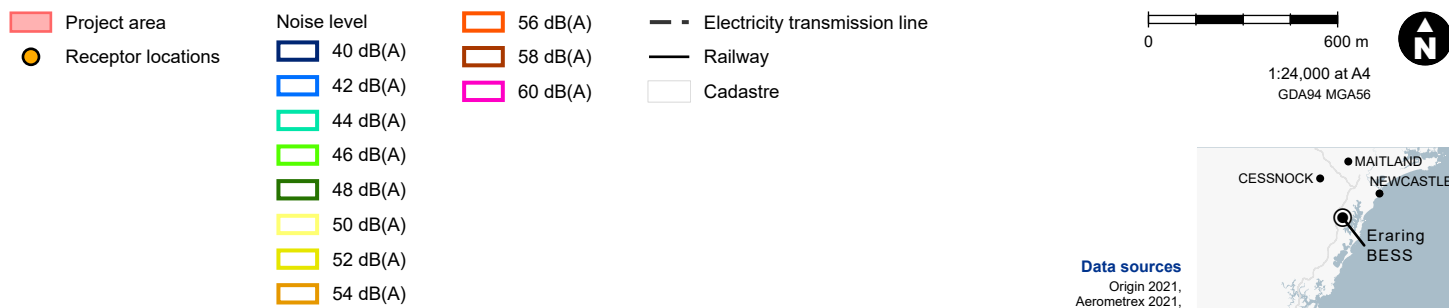 Project area
Receptor locations
Noise level
40 dB(A)
42 dB(A)
44 dB(A)
46 dB(A)
48 dB(A)
50 dB(A)
52 dB(A)
54 dB(A)
56 dB(A)
58 dB(A)
60 dB(A)
Electricity transmission line
Railway
Cadastre
0 600 m
1:24,000 at A4
GDA94 MGA56
N
MAITLAND
CESSNOCK
NEWCASTLE
Eraring
BESS
Data sources
Origin 2021,
Aerometrex 2021,